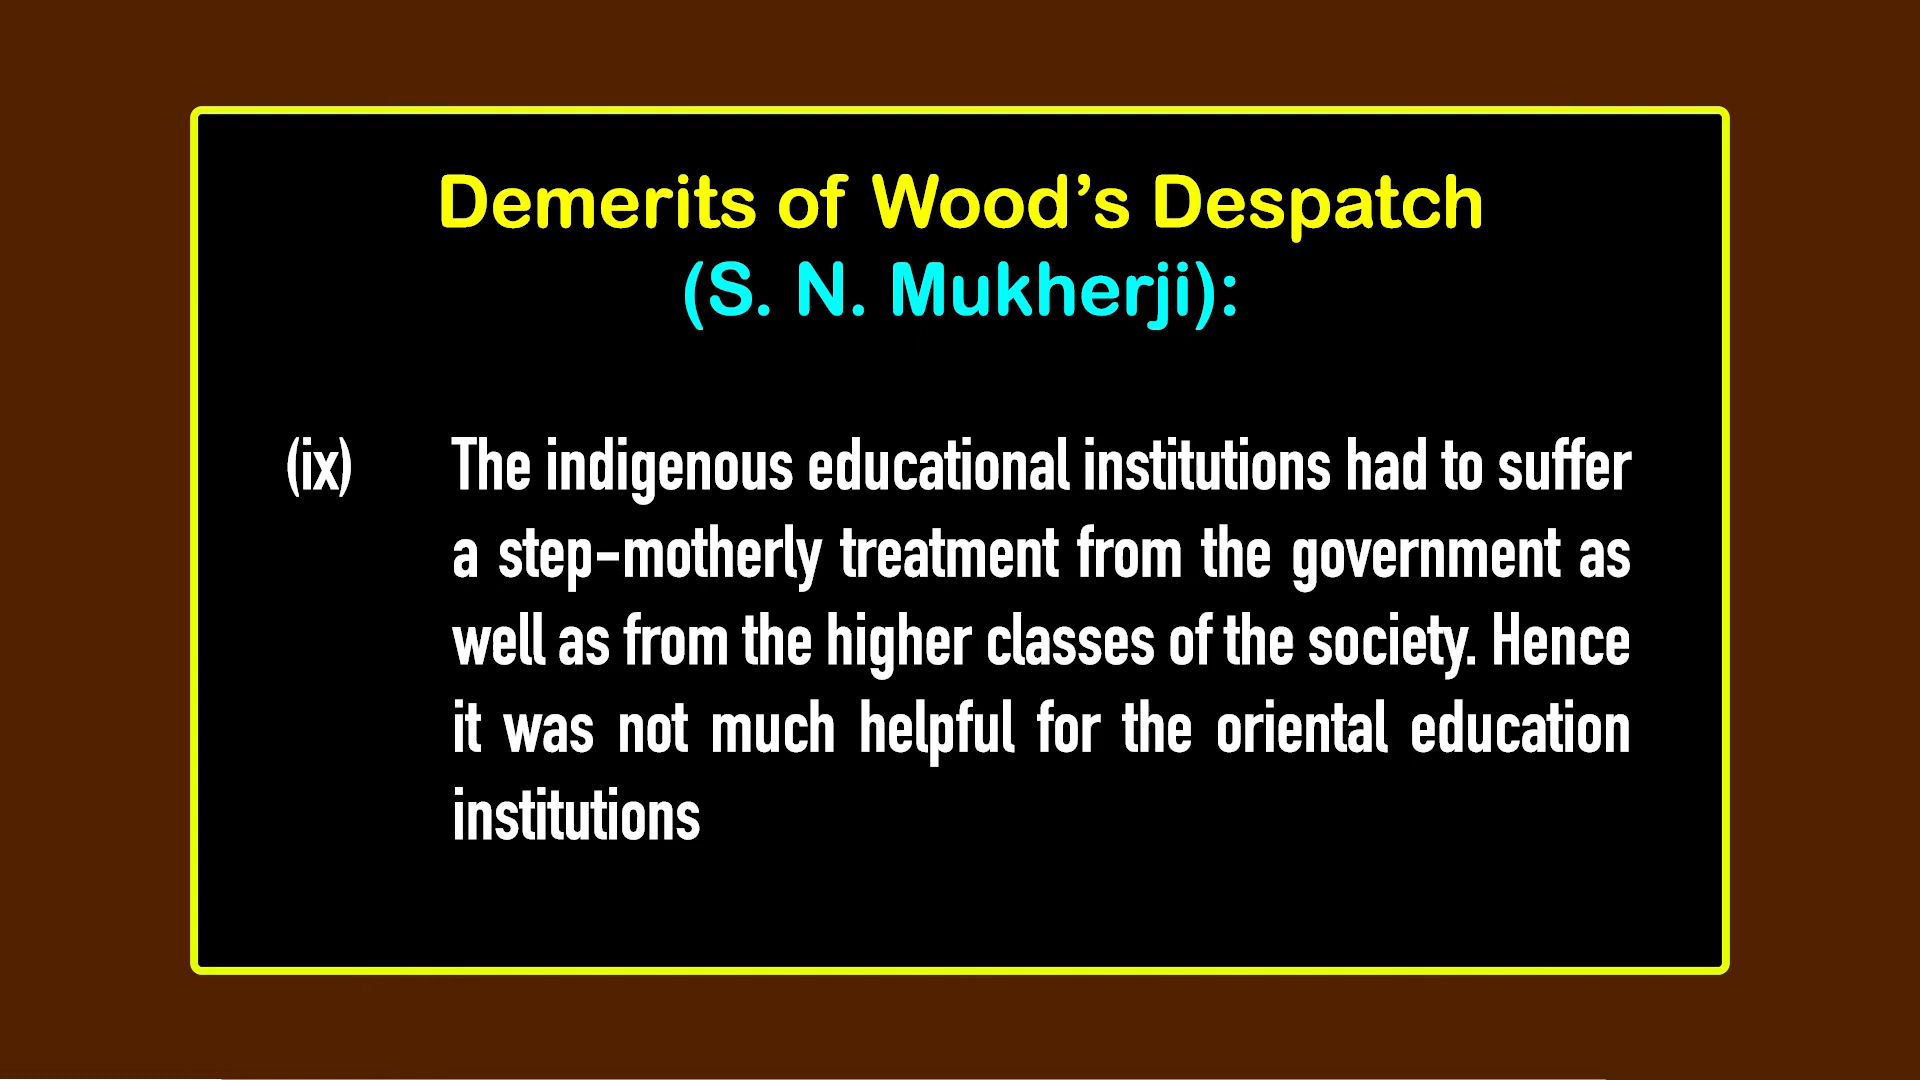 Demerits of Wood’s Despatch
(S. N. Mukherji):
(ix) The indigenous educational institutions had to suffer
a step-motherly treatment from the government as
well as from the higher classes of the society. Hence
it was not much helpful for the oriental education
institutions